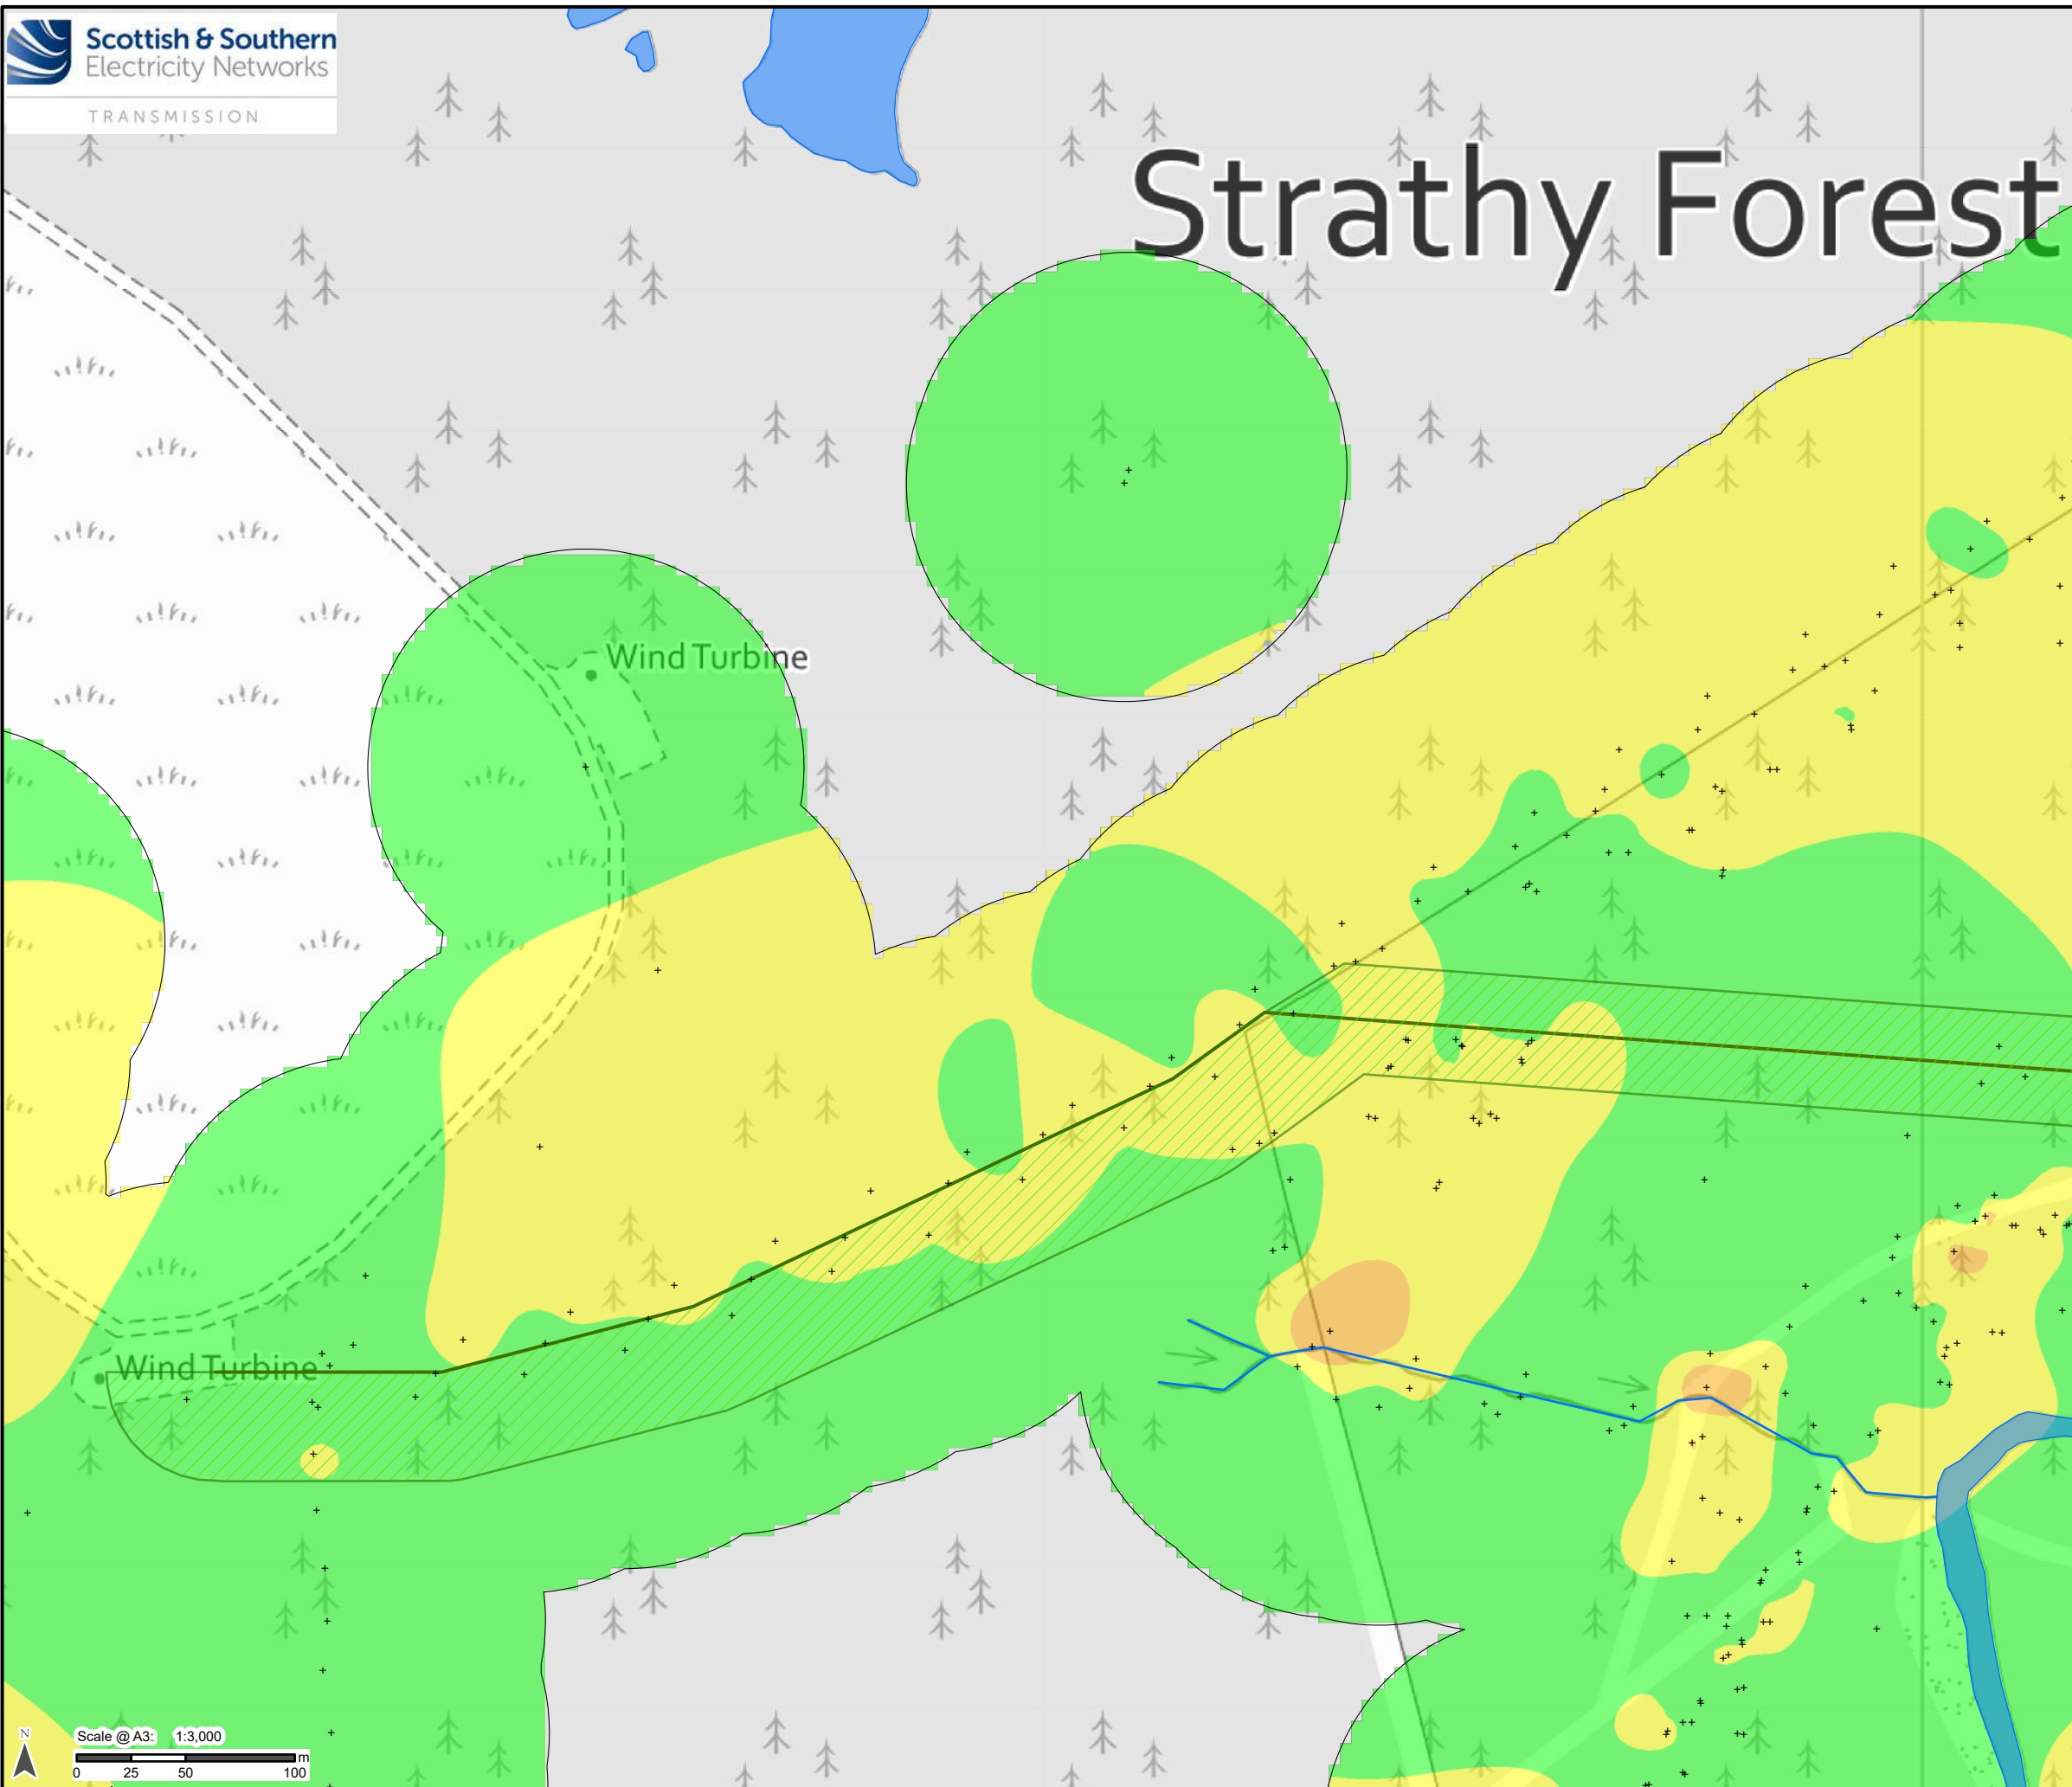 Scottish & Southern
Electricity Networks
TRANSMISSION
Strathy Forest
Wind Turbine
Wind Turbine
N
Scale @ A3: 1:3,000
m
0 25 50 100